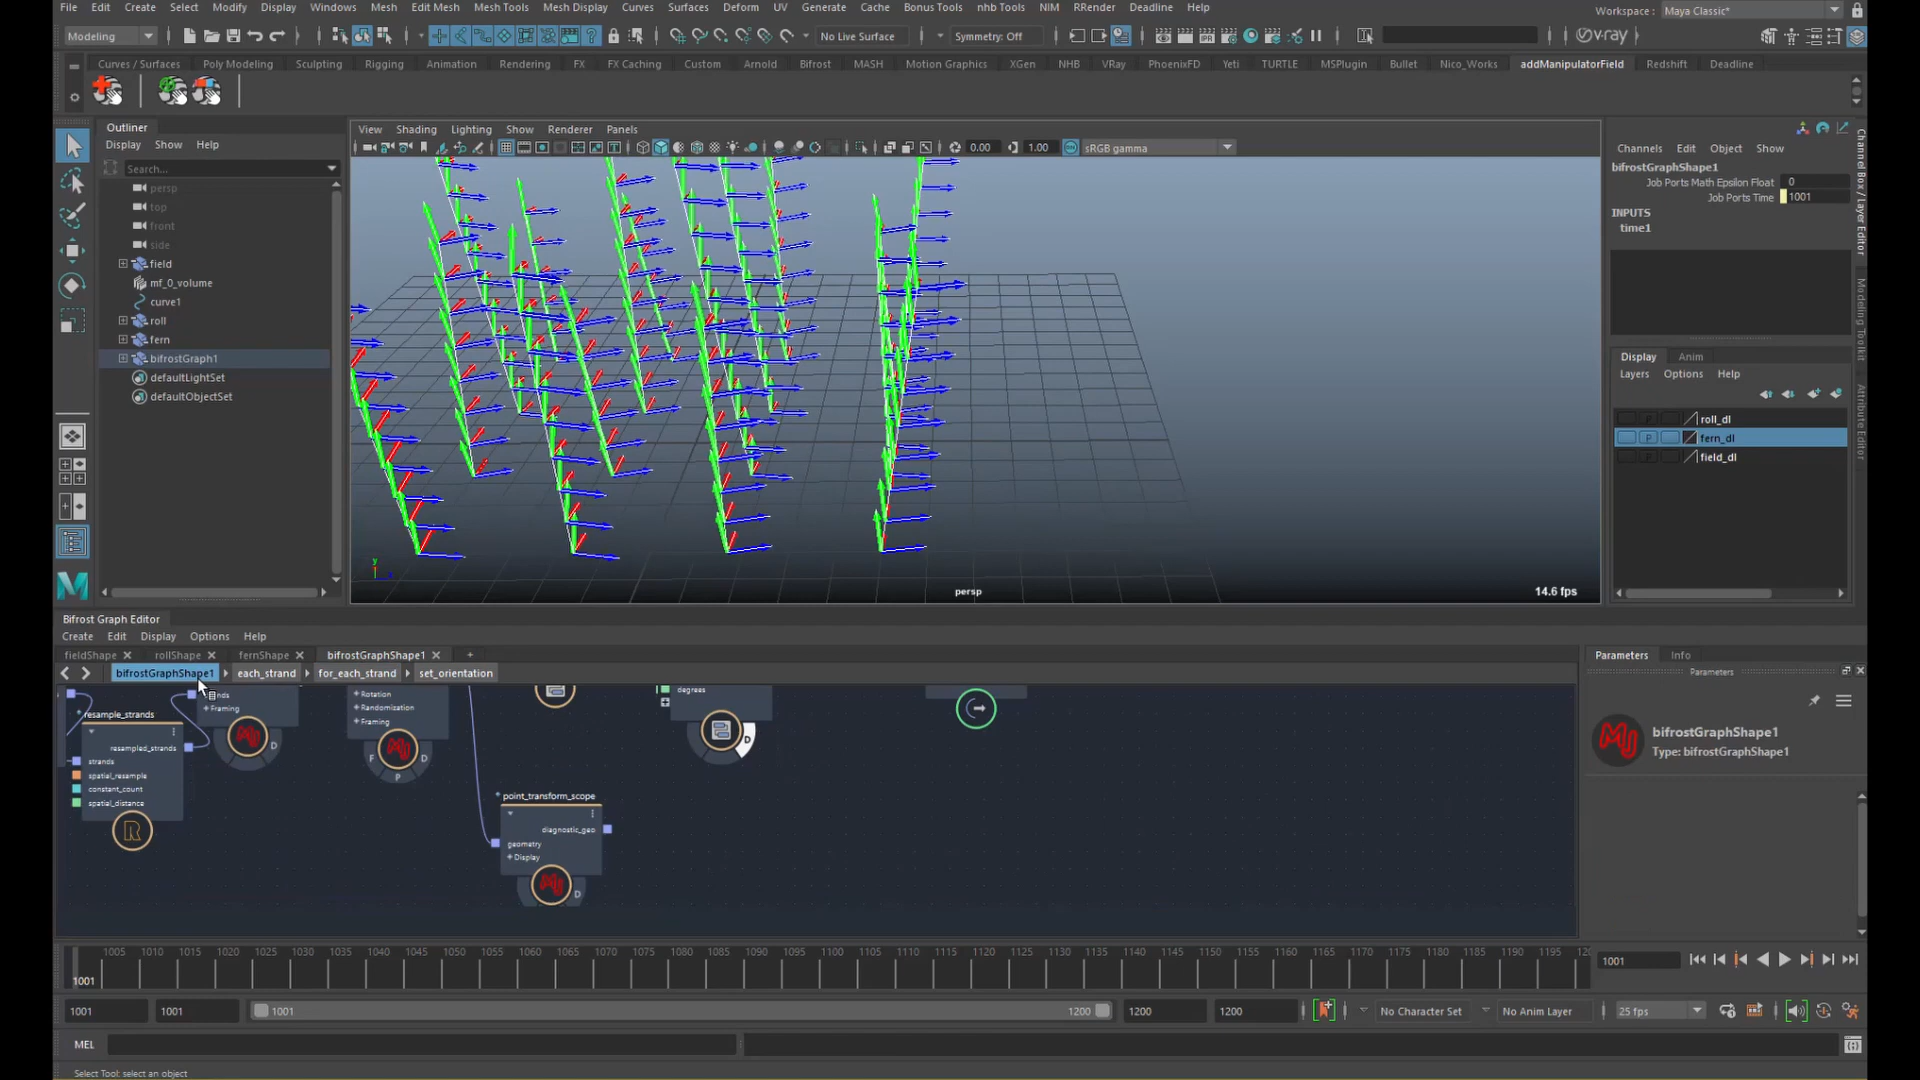 File Edit Create Select Modify Display Windows Mesh Edit Mesh Mesh Tools Mesh Display Curves Surfaces Deform UV Generate Cache Bonus Tools nhb Tools NIM RRender Deadline Help
Workspace : Maya Classic*
Modeling No Live Surface Symmetry: Off v-ray
Curves / Surfaces Poly Modeling Sculpting Rigging Animation Rendering FX FX Caching Custom Arnold Bifrost MASH Motion Graphics XGen NHB VRay PhoenixFD Yeti TURTLE MSPlugin Bullet Nico_Works addManipulatorField Redshift Deadline
Outliner
Display Show Help
Search...
persp
top
front
side
field
mf_0_volume
curve1
roll
fern
bifrostGraph1
defaultLightSet
defaultObjectSet
View Shading Lighting Show Renderer Panels
0.00 1.00 sRGB gamma
y
persp
14.6 fps
Channels Edit Object Show
bifrostGraphShape1
Job Ports Math Epsilon Float 0
Job Ports Time 1001
INPUTS
time1
Display Anim
Layers Options Help
roll_dl
P fern_dl
field_dl
Channel Box / Layer Editor
Modeling Toolkit
Attribute Editor
Bifrost Graph Editor
Create Edit Display Options Help
fieldShape rollShape fernShape bifrostGraphShape1 +
bifrostGraphShape1 each_strand for_each_strand set_orientation
resample_strands
resampled_strands
strands
spatial_resample
constant_count
spatial_distance
R
Framing
D
Rotation
Randomization
Framing
F D
P
point_transform_scope
diagnostic_geo
geometry
Display
D
degrees
D
Parameters Info
Parameters
bifrostGraphShape1
Type: bifrostGraphShape1
1005 1010 1015 1020 1025 1030 1035 1040 1045 1050 1055 1060 1065 1070 1075 1080 1085 1090 1095 1100 1105 1110 1115 1120 1125 1130 1135 1140 1145 1150 1155 1160 1165 1170 1175 1180 1185 1190 1195
1001
1001
1001 1001 1001 1200 1200 1200 No Character Set No Anim Layer 25 fps
MEL
Select Tool: select an object